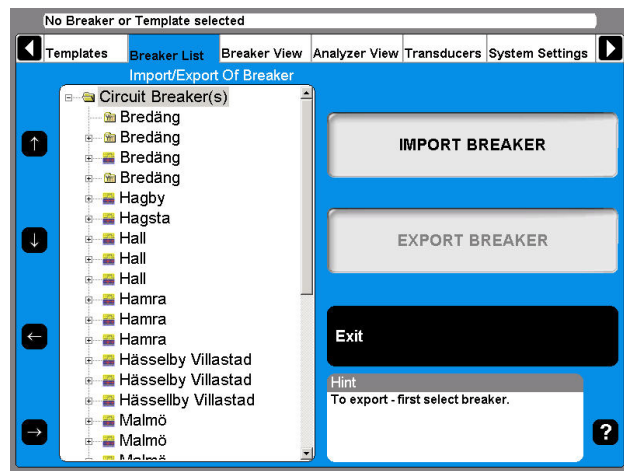 No Breaker or Template selected
Templates Breaker List Breaker View Analyzer View Transducers System Settings
Import/Export Of Breaker
Circuit Breaker(s)
Bredäng
Bredäng
Bredäng
Bredäng
Hagby
Hagsta
Hall
Hall
Hall
Hamra
Hamra
Hamra
Hässelby Villastad
Hässelby Villastad
Hässellby Villastad
Malmö
Malmö
Malmö
IMPORT BREAKER
EXPORT BREAKER
Exit
Hint
To export - first select breaker.
?